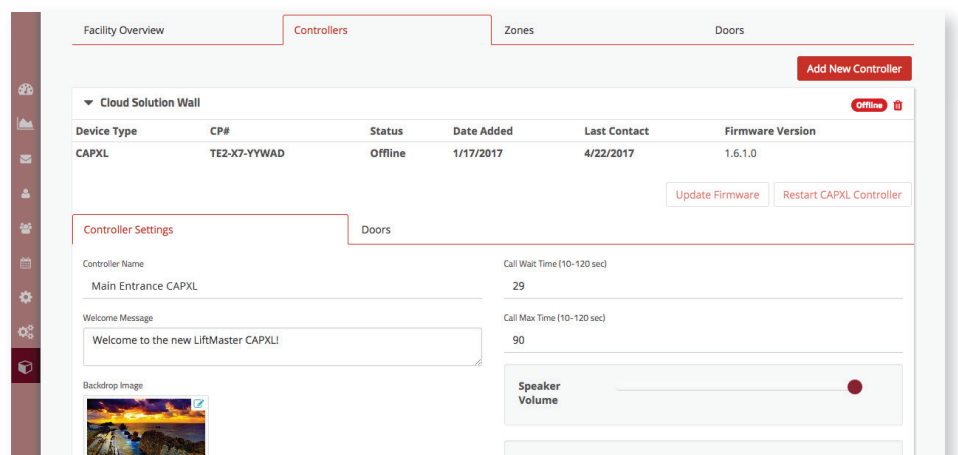 Facility Overview Controllers Zones Doors
Add New Controller
Cloud Solution Wall Offline
Device Type CP# Status Date Added Last Contact Firmware Version
CAPXL TE2-X7-YYWAD Offline 1/17/2017 4/22/2017 1.6.1.0
Update Firmware Restart CAPXL Controller
Controller Settings Doors
Controller Name
Main Entrance CAPXL
Welcome Message
Welcome to the new LiftMaster CAPXL!
Backdrop Image
Call Wait Time (10-120 sec)
29
Call Max Time (10-120 sec)
90
Speaker
Volume